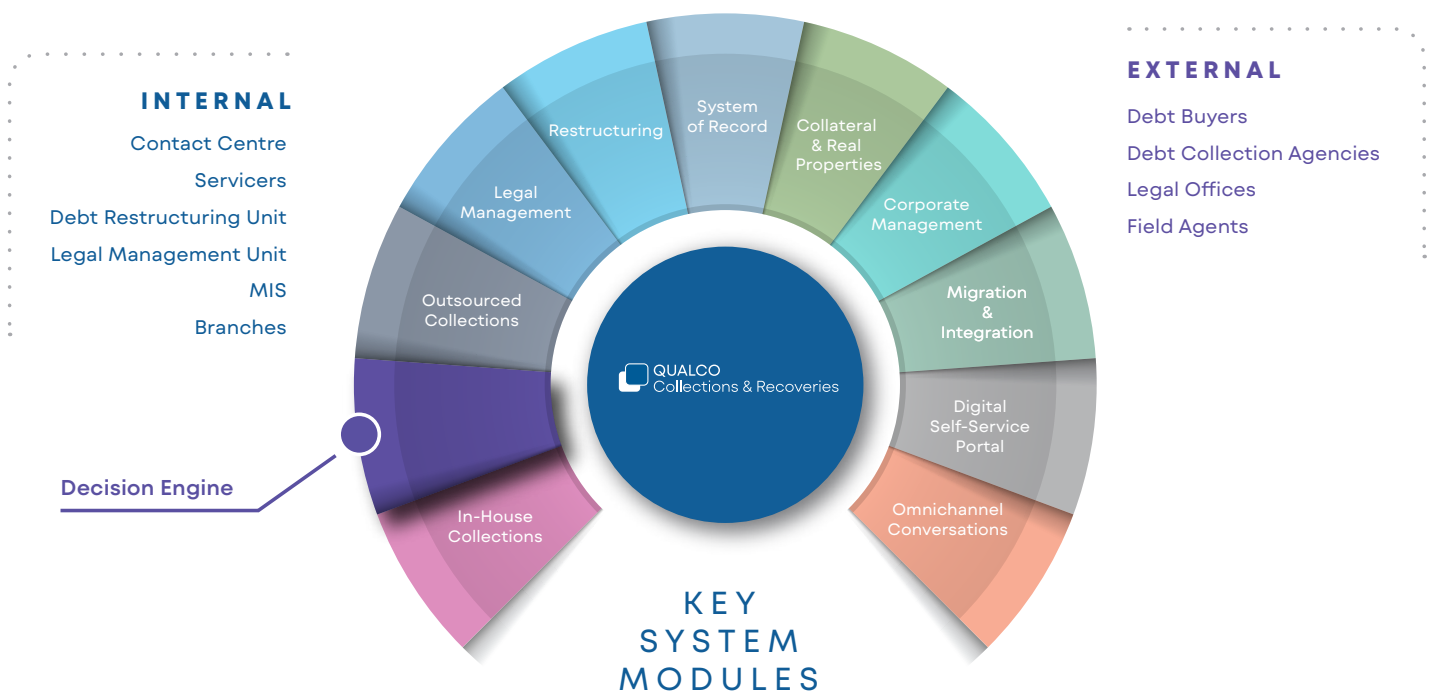 INTERNAL
Contact Centre
Servicers
Debt Restructuring Unit
Legal Management Unit
MIS
Branches
Decision Engine
In-House
Collections
Outsourced
Collections
Legal
Management
Restructuring
System
of Record
Collateral
& Real
Properties
Corporate
Management
Migration
&
Integration
Digital
Self-Service
Portal
Omnichannel
Conversations
QUALCO
Collections & Recoveries
KEY
SYSTEM
MODULES
EXTERNAL
Debt Buyers
Debt Collection Agencies
Legal Offices
Field Agents